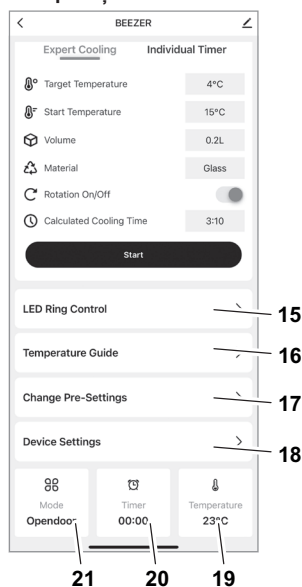 BEEZER
Expert Cooling Individual Timer
Target Temperature 4°C
Start Temperature 15°C
Volume 0.2L
Material Glass
Rotation On/Off
Calculated Cooling Time 3:10
Start
LED Ring Control
15
Temperature Guide
16
Change Pre-Settings
17
Device Settings
18
Mode Timer Temperature
Opendoor 00:00 23°C
21 20 19